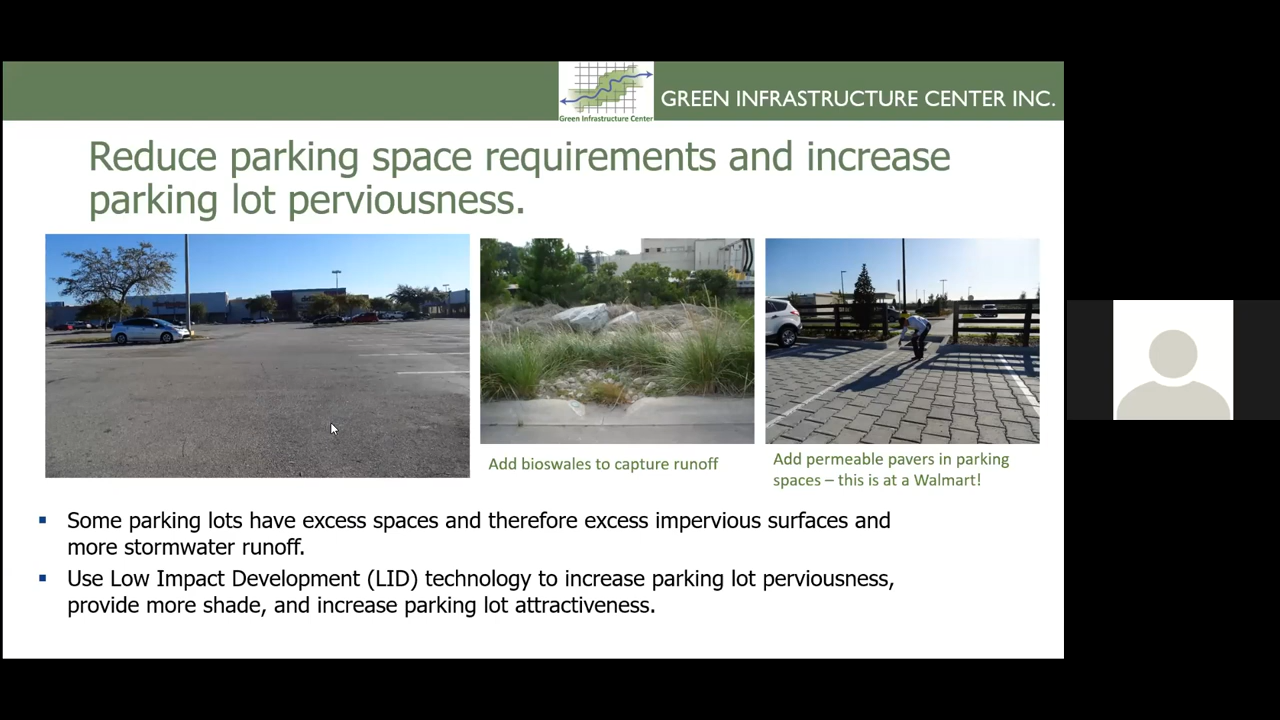 Green Infrastructure Center
GREEN INFRASTRUCTURE CENTER INC.
Reduce parking space requirements and increase
parking lot perviousness.
Add bioswales to capture runoff
Add permeable pavers in parking
spaces – this is at a Walmart!
▪ Some parking lots have excess spaces and therefore excess impervious surfaces and
more stormwater runoff.
▪ Use Low Impact Development (LID) technology to increase parking lot perviousness,
provide more shade, and increase parking lot attractiveness.